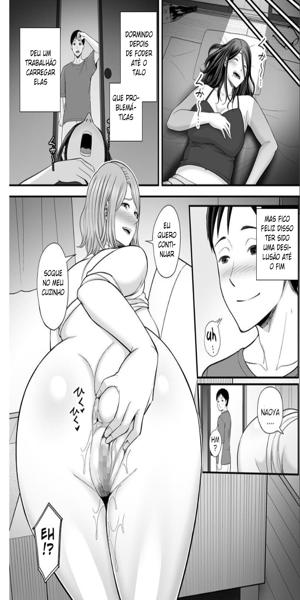 DORMINDO
DEPOIS
DE FODER
ATÉ O
TALO
QUE PRO-
BLEMÁ-
TICAS
DEU UM
TRABALHÃO
CARREGAR
ELAS
MAS FICO
FELIZ DISSO
TER SIDO
UMA DESI-
LUSÃO ATÉ
O FIM
uh
NAOYA
....
HM
?
EU
QUERO
CONTI-
NUAR
SOQUE
NO MEU
CUZINHO
EH!?